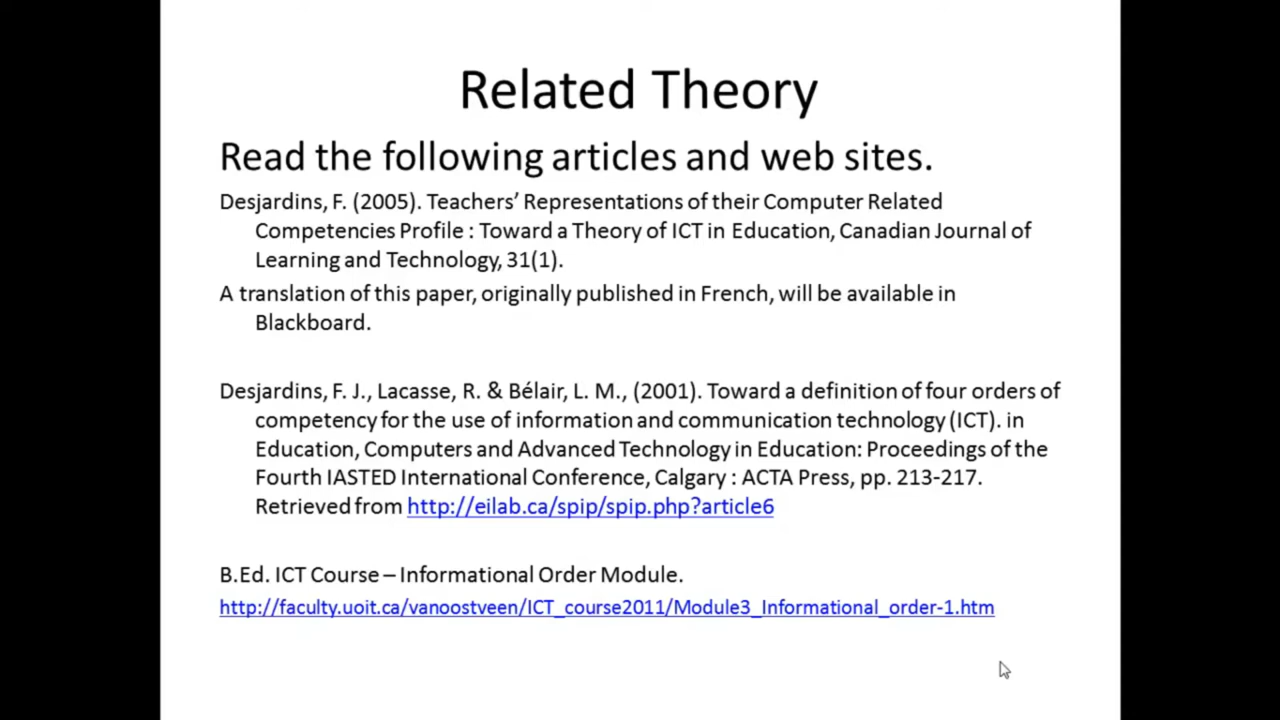 Related Theory
Read the following articles and web sites.
Desjardins, F. (2005). Teachers’ Representations of their Computer Related
Competencies Profile : Toward a Theory of ICT in Education, Canadian Journal of
Learning and Technology, 31(1).
A translation of this paper, originally published in French, will be available in
Blackboard.
Desjardins, F. J., Lacasse, R. & Bélair, L. M., (2001). Toward a definition of four orders of
competency for the use of information and communication technology (ICT). in
Education, Computers and Advanced Technology in Education: Proceedings of the
Fourth IASTED International Conference, Calgary : ACTA Press, pp. 213-217.
Retrieved from http://eilab.ca/spip/spip.php?article6
B.Ed. ICT Course – Informational Order Module.
http://faculty.uoit.ca/vanoostveen/ICT_course2011/Module3_Informational_order-1.htm